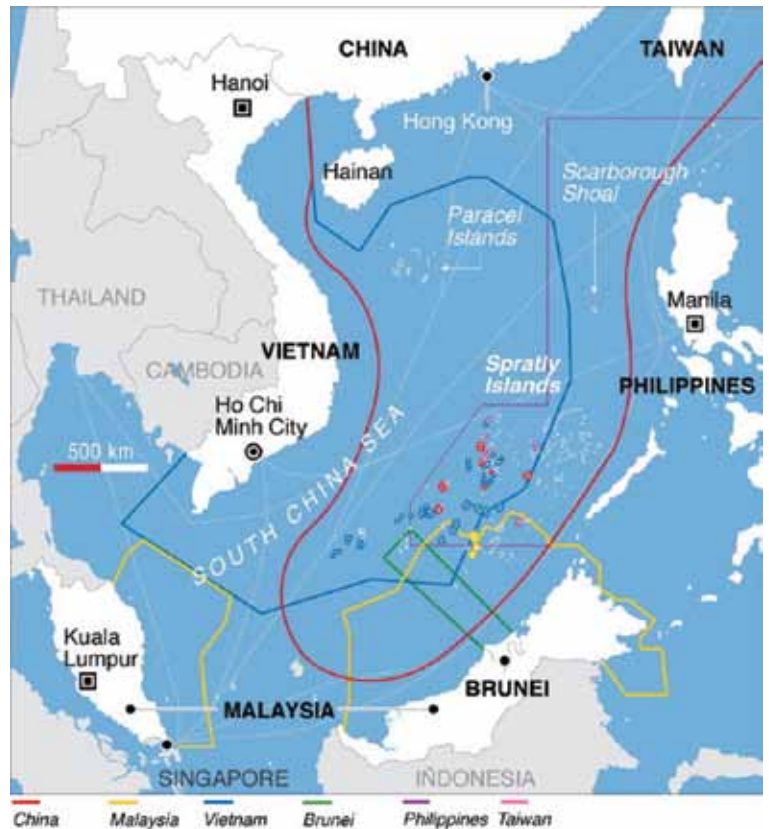 CHINA
TAIWAN
Hanoi
Hong Kong
Hainan
Scarborough
Shoal
Paracel
Islands
THAILAND
Manila
VIETNAM
CAMBODIA
Spratly
Islands
PHILIPPINES
Ho Chi
Minh City
500 km
SOUTH CHINA SEA
Kuala
Lumpur
BRUNEI
MALAYSIA
SINGAPORE
INDONESIA
China
Malaysia
Vietnam
Brunei
Philippines
Taiwan